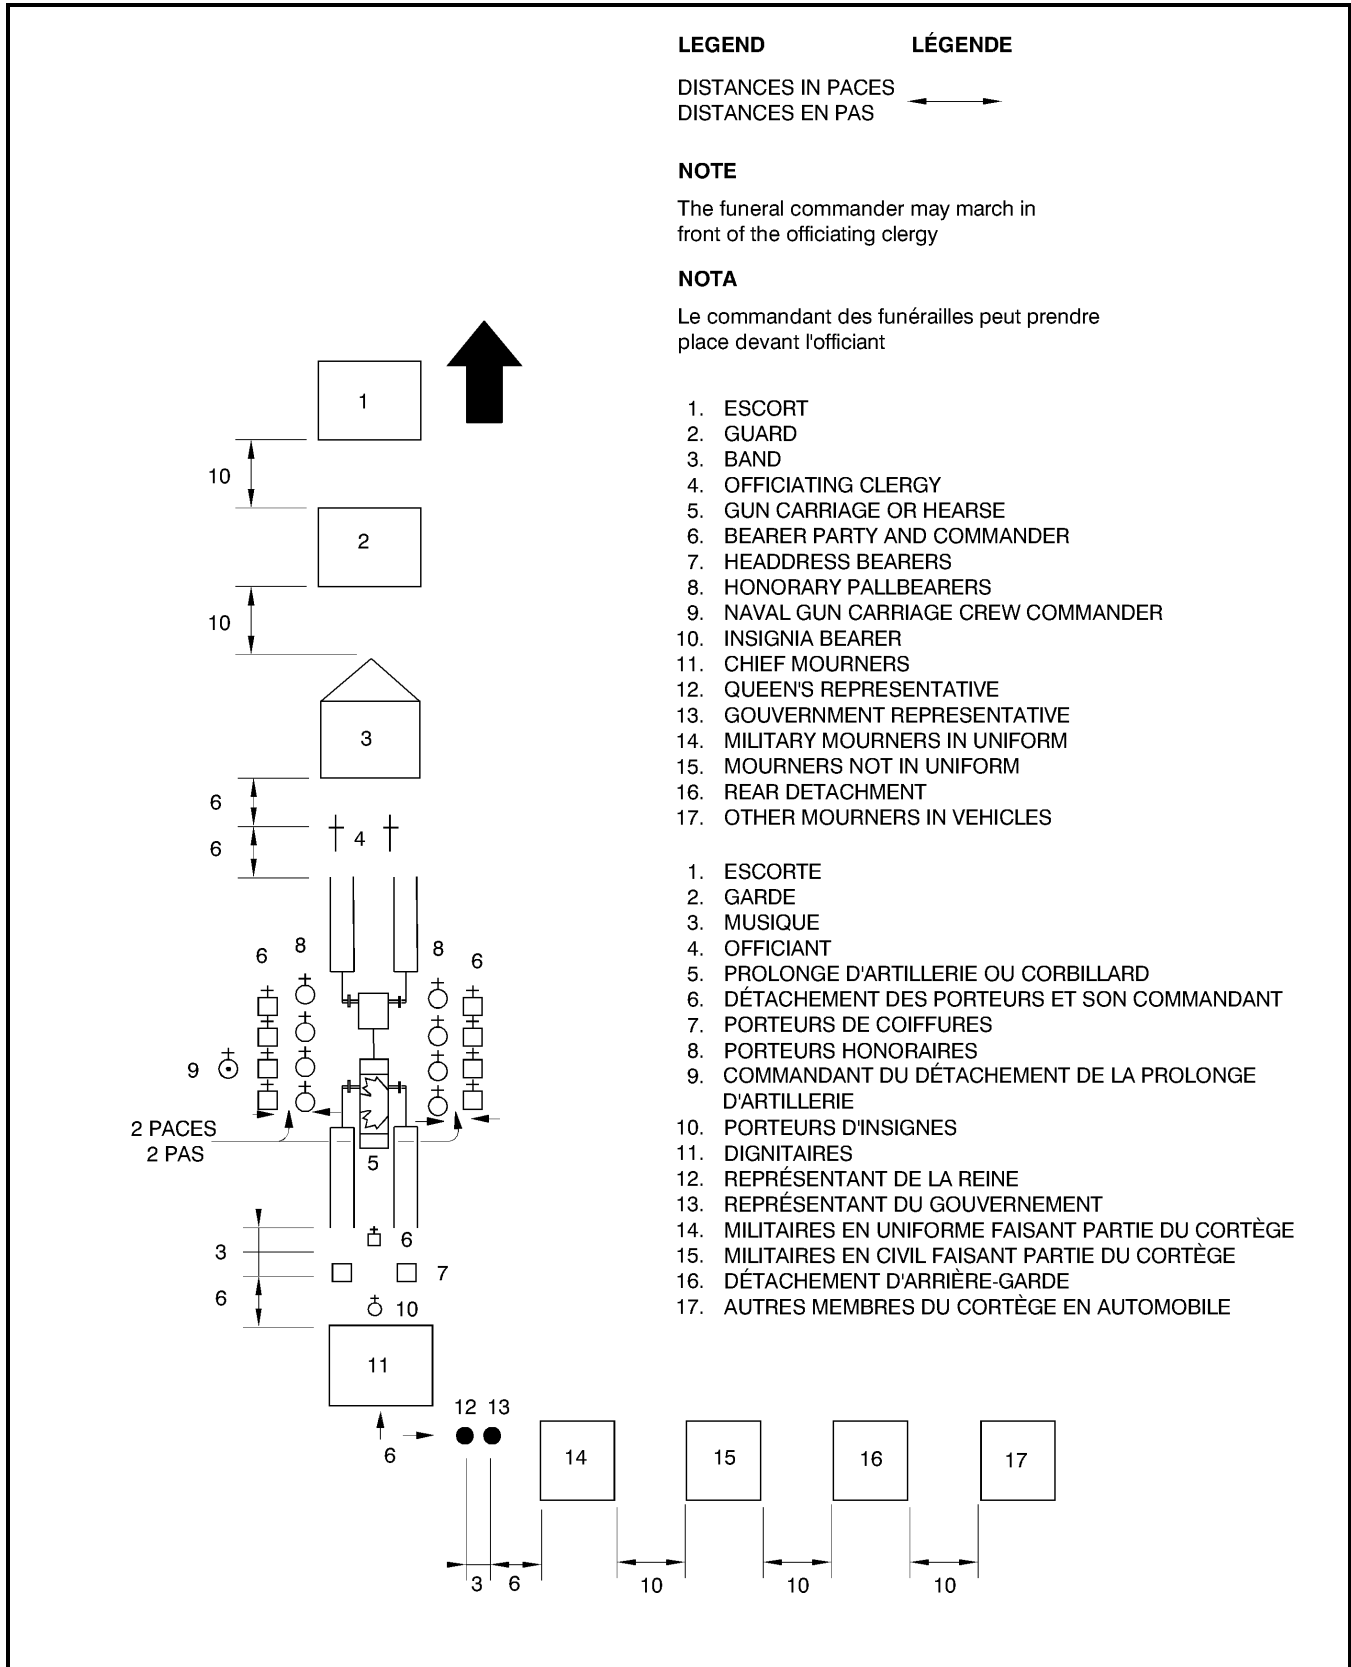 LEGEND LÉGENDE
DISTANCES IN PACES
DISTANCES EN PAS
NOTE
The funeral commander may march in
front of the officiating clergy
NOTA
Le commandant des funérailles peut prendre
place devant l'officiant
1. ESCORT
2. GUARD
3. BAND
4. OFFICIATING CLERGY
5. GUN CARRIAGE OR HEARSE
6. BEARER PARTY AND COMMANDER
7. HEADDRESS BEARERS
8. HONORARY PALLBEARERS
9. NAVAL GUN CARRIAGE CREW COMMANDER
10. INSIGNIA BEARER
11. CHIEF MOURNERS
12. QUEEN'S REPRESENTATIVE
13. GOUVERNMENT REPRESENTATIVE
14. MILITARY MOURNERS IN UNIFORM
15. MOURNERS NOT IN UNIFORM
16. REAR DETACHMENT
17. OTHER MOURNERS IN VEHICLES
1. ESCORTE
2. GARDE
3. MUSIQUE
4. OFFICIANT
5. PROLONGE D'ARTILLERIE OU CORBILLARD
6. DÉTACHEMENT DES PORTEURS ET SON COMMANDANT
7. PORTEURS DE COIFFURES
8. PORTEURS HONORAIRES
9. COMMANDANT DU DÉTACHEMENT DE LA PROLONGE
D'ARTILLERIE
10. PORTEURS D'INSIGNES
11. DIGNITAIRES
12. REPRÉSENTANT DE LA REINE
13. REPRÉSENTANT DU GOUVERNEMENT
14. MILITAIRES EN UNIFORME FAISANT PARTIE DU CORTÈGE
15. MILITAIRES EN CIVIL FAISANT PARTIE DU CORTÈGE
16. DÉTACHEMENT D'ARRIÈRE-GARDE
17. AUTRES MEMBRES DU CORTÈGE EN AUTOMOBILE
1
10
2
10
3
6
4
6
6 8 8 6
9
2 PACES
2 PAS
5
6
3
7
6
10
11
12 13
6
14 15 16 17
3 6 10 10 10